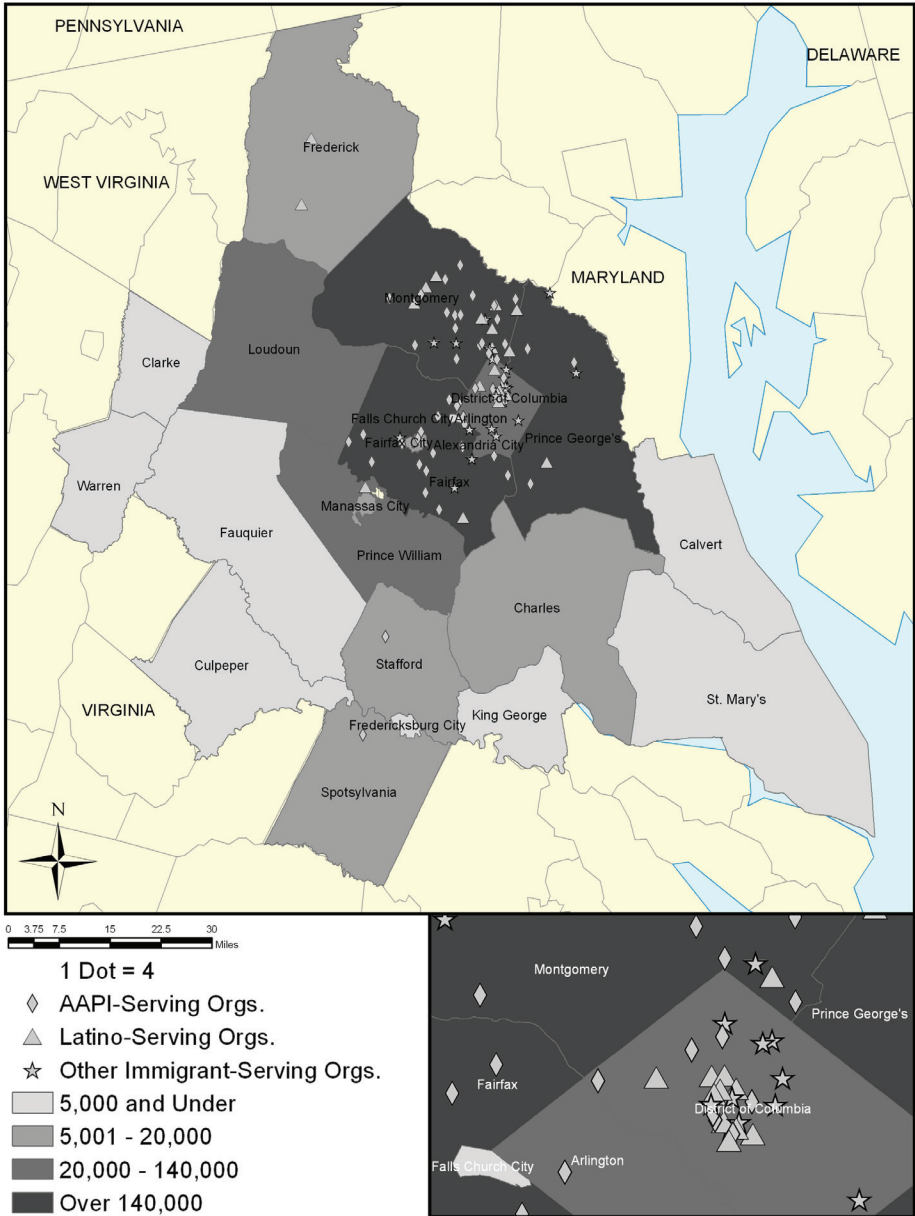 PENNSYLVANIA
DELAWARE
Frederick
WEST VIRGINIA
MARYLAND
Montgomery
Loudoun
Clarke
District of Columbia
Falls Church City Arlington
Fairfax City Alexandria City Prince George's
Warren
Fairfax
Manassas City
Fauquier
Calvert
Prince William
Charles
Culpeper
Stafford
St. Mary's
VIRGINIA
King George
Fredericksburg City
Spotsylvania
N
0 3.75 7.5 15 22.5 30
Miles
1 Dot = 4
AAPI-Serving Orgs.
Latino-Serving Orgs.
Other Immigrant-Serving Orgs.
5,000 and Under
5,001 - 20,000
20,000 - 140,000
Over 140,000
Montgomery
Prince George's
Fairfax
District of Columbia
Arlington
Falls Church City